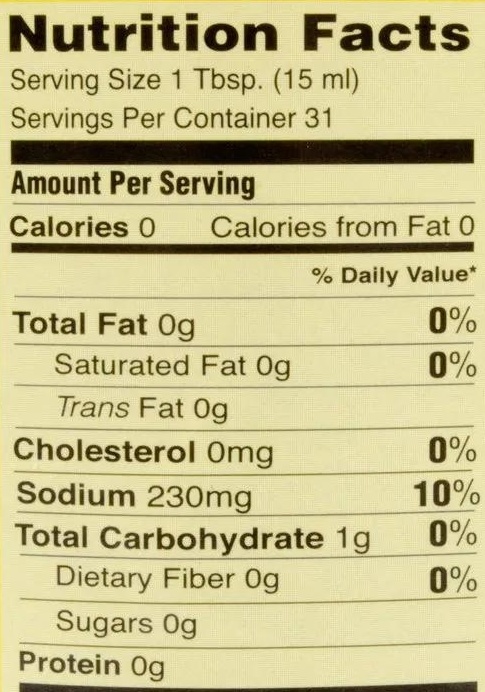 Nutrition Facts
Serving Size 1 Tbsp. (15 ml)
Servings Per Container 31
Amount Per Serving
Calories 0 Calories from Fat 0
% Daily Value*
Total Fat 0g 0%
Saturated Fat 0g 0%
Trans Fat 0g
Cholesterol 0mg 0%
Sodium 230mg 10%
Total Carbohydrate 1g 0%
Dietary Fiber 0g 0%
Sugars 0g
Protein 0g